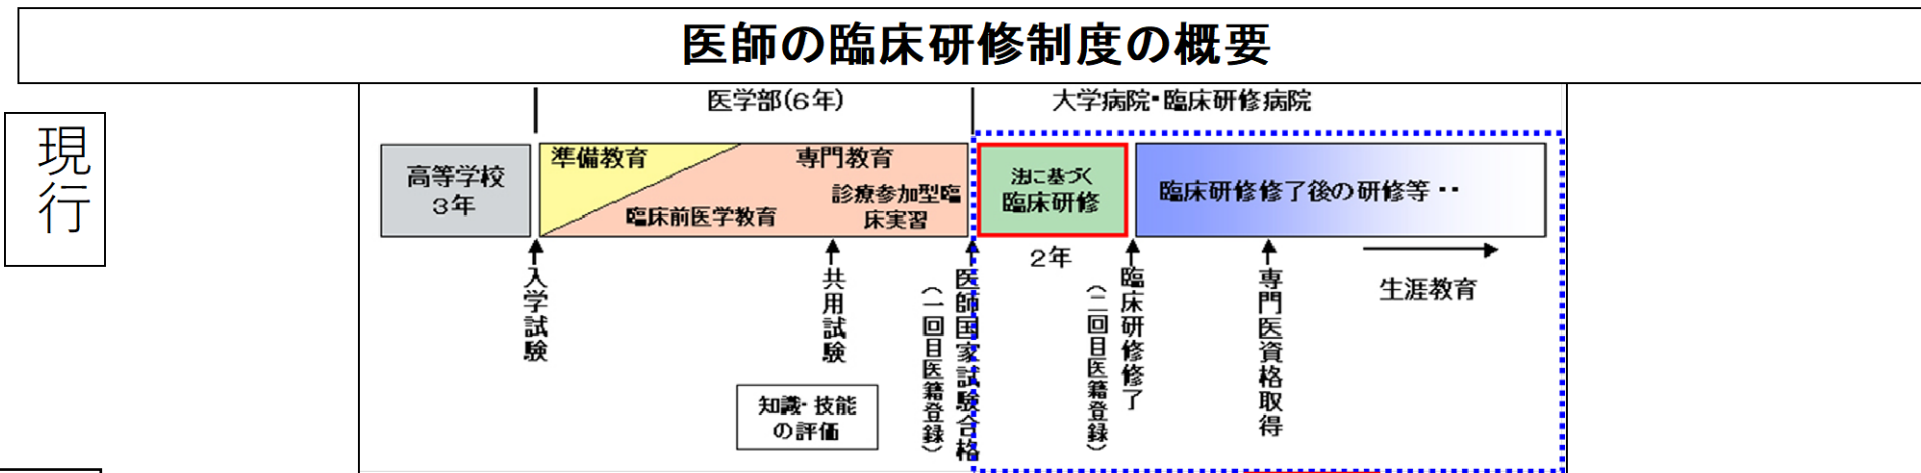 医師の臨床研修制度の概要
現行
医学部(6年)
大学病院・臨床研修病院
高等学校
3年
準備教育
専門教育
臨床前医学教育
診療参加型臨
床実習
法に基づく
臨床研修
臨床研修修了後の研修等・・
2年
生涯教育
入学試験
共用試験
知識・技能
の評価
医師国家試験合格
（一回目医籍登録）
臨床研修修了
（二回目医籍登録）
専門医資格取得